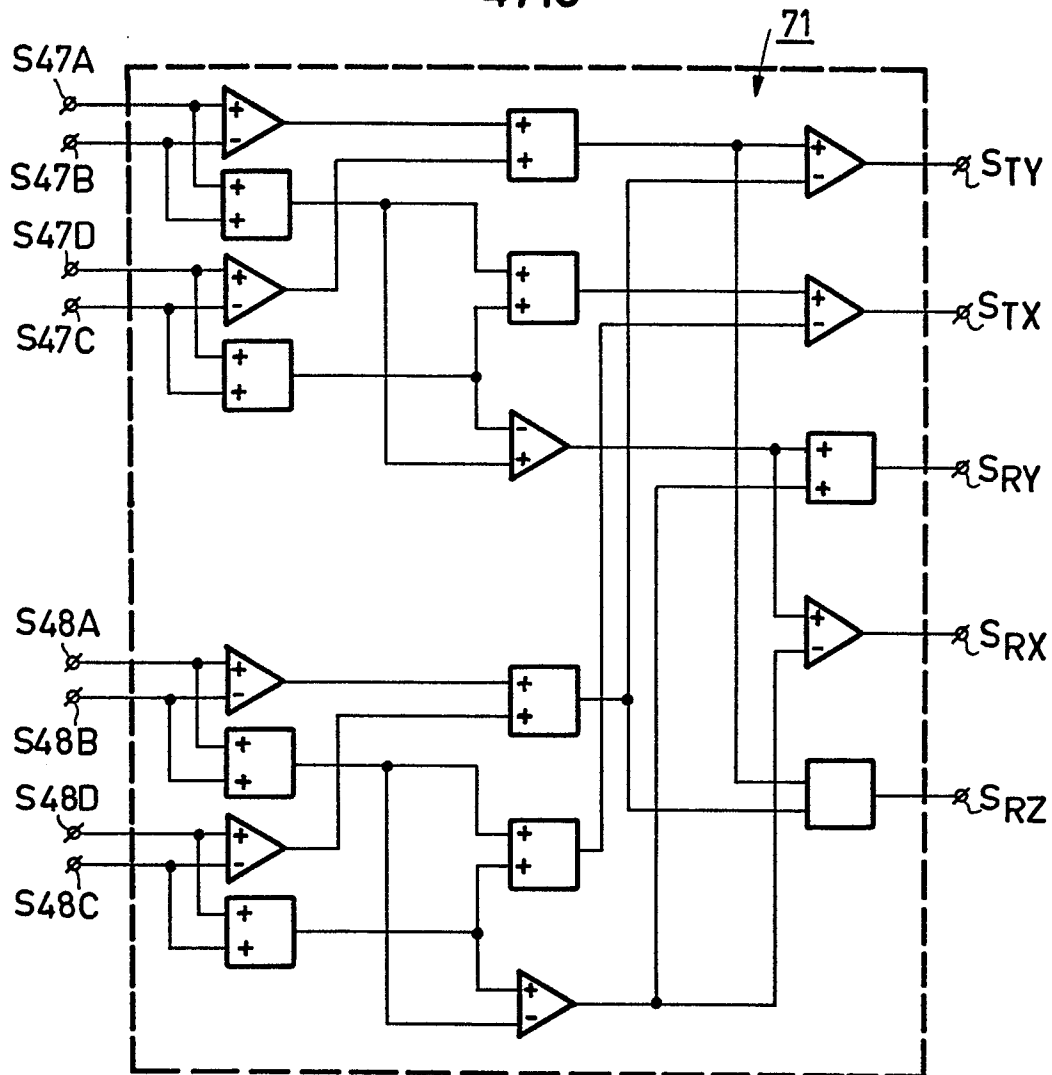 71
S47A
S47B
S47D
S47C
S48A
S48B
S48D
S48C
+
-
+
+
+
-
+
+
+
+
+
+
-
+
+
-
+
+
+
-
+
+
+
+
+
+
+
-
+
-
+
-
+
+
+
-
STY
STX
SRY
SRX
SRZ